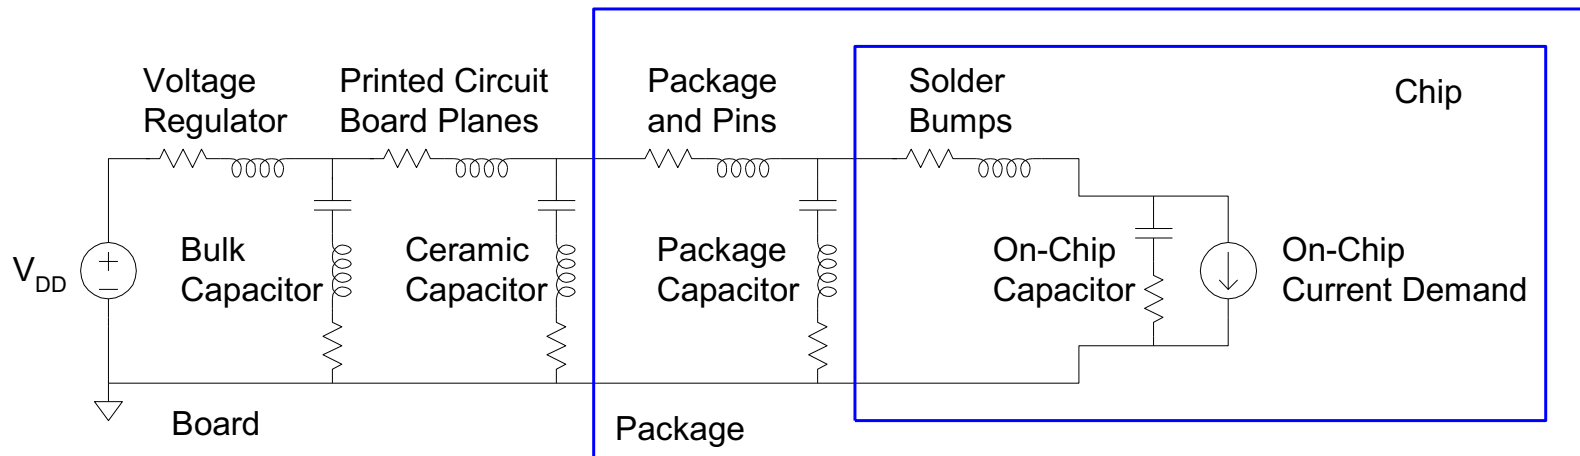 Voltage
Regulator
Printed Circuit
Board Planes
Package
and Pins
Solder
Bumps
Chip
VDD
Bulk
Capacitor
Ceramic
Capacitor
Package
Capacitor
On-Chip
Capacitor
On-Chip
Current Demand
Board
Package